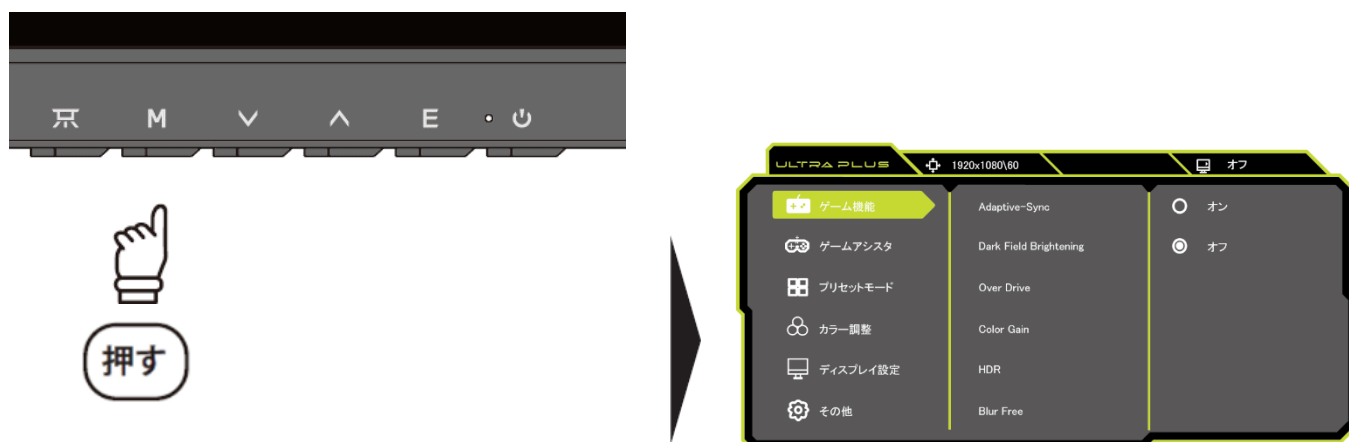 M
E
押す
ULTRA PLUS
1920x1080\60
オフ
ゲーム機能
Adaptive-Sync
オン
ゲームアシスタ
Dark Field Brightening
オフ
プリセットモード
Over Drive
カラー調整
Color Gain
ディスプレイ設定
HDR
その他
Blur Free